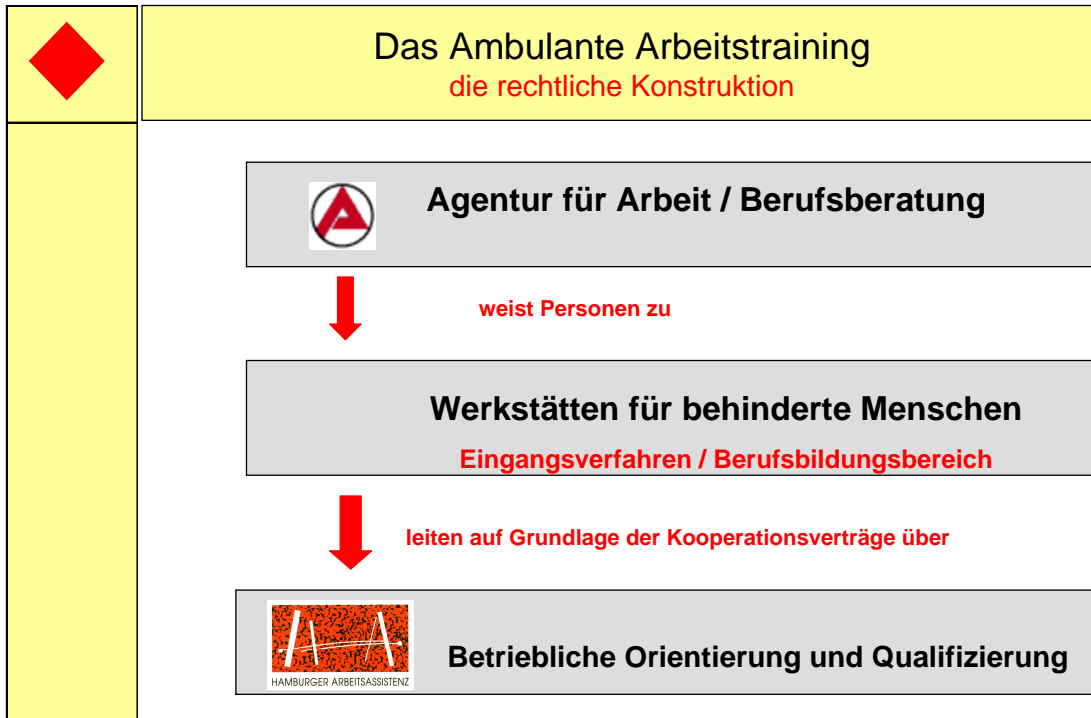 Das Ambulante Arbeitstraining
die rechtliche Konstruktion
Agentur für Arbeit / Berufsberatung
weist Personen zu
Werkstätten für behinderte Menschen
Eingangsverfahren / Berufsbildungsbereich
leiten auf Grundlage der Kooperationsverträge über
HAMBURGER ARBEITSASSISTENZ
Betriebliche Orientierung und Qualifizierung